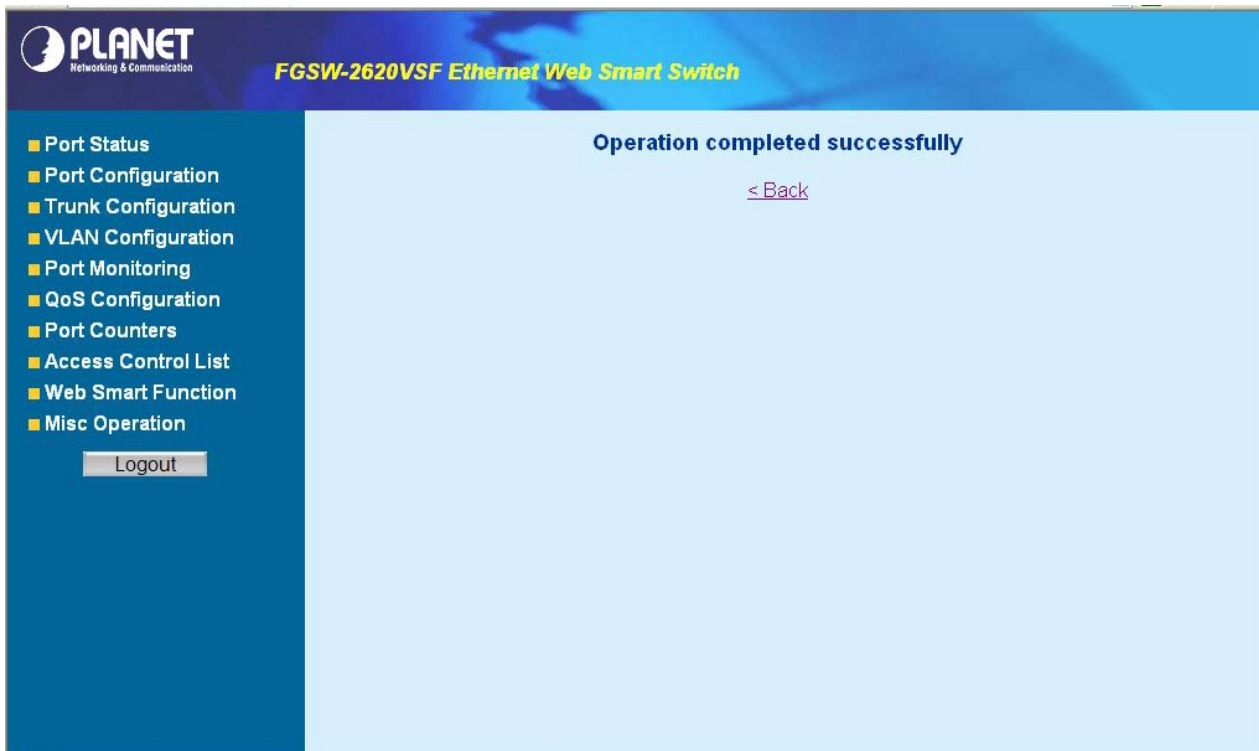 PLANET
Networking & Communication
FGSW-2620VSF Ethernet Web Smart Switch
Port Status
Port Configuration
Trunk Configuration
VLAN Configuration
Port Monitoring
QoS Configuration
Port Counters
Access Control List
Web Smart Function
Misc Operation
Logout
Operation completed successfully
< Back